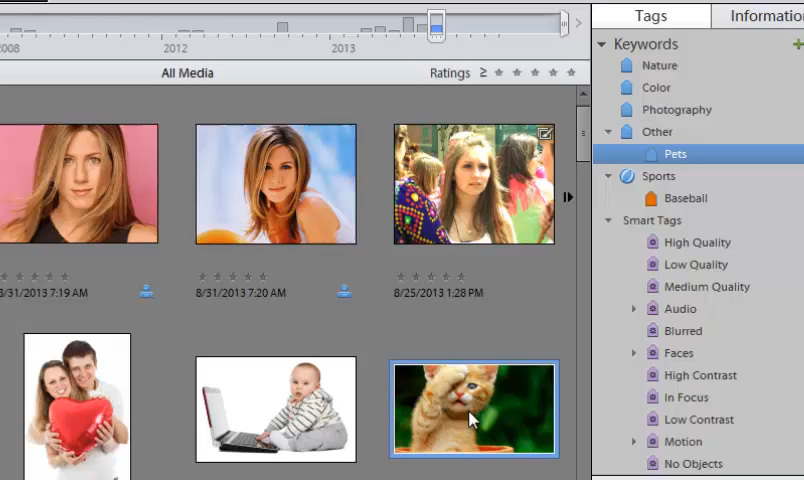 Tags
Information
2008
2012
2013
All Media
Ratings ≥
Keywords
Nature
Color
Photography
Other
Pets
Sports
Baseball
Smart Tags
High Quality
Low Quality
Medium Quality
Audio
Blurred
Faces
High Contrast
In Focus
Low Contrast
Motion
No Objects
8/31/2013 7:19 AM
8/31/2013 7:20 AM
8/25/2013 1:28 PM